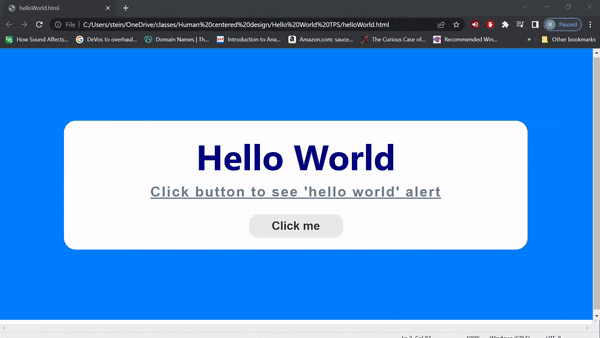 helloWorld.html
File
C:/Users/stein/OneDrive/classes/Human%20centered%20design/Hello%20World%20TPS/helloWorld.html
Paused
How Sound Affects... DeVos to overhaul... Domain Names | Th... Introduction to Ana... Amazon.com: sauce... The Curious Case of... Recommended Win... » Other bookmarks
Hello World
Click button to see 'hello world' alert
Click me